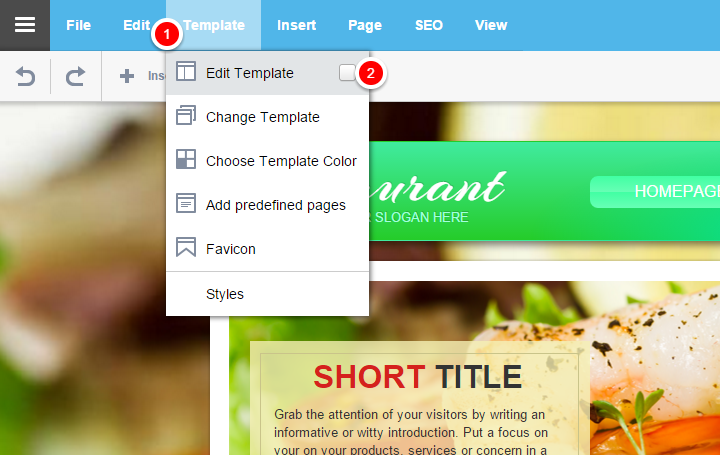 File Edit Template Insert Page SEO View
1
Edit Template
2
Change Template
Choose Template Color
Add predefined pages
Favicon
Styles
HOMEPAG
SLOGAN HERE
SHORT TITLE
Grab the attention of your visitors by writing an
informative or witty introduction. Put a focus on
your on your products, services or concern in a